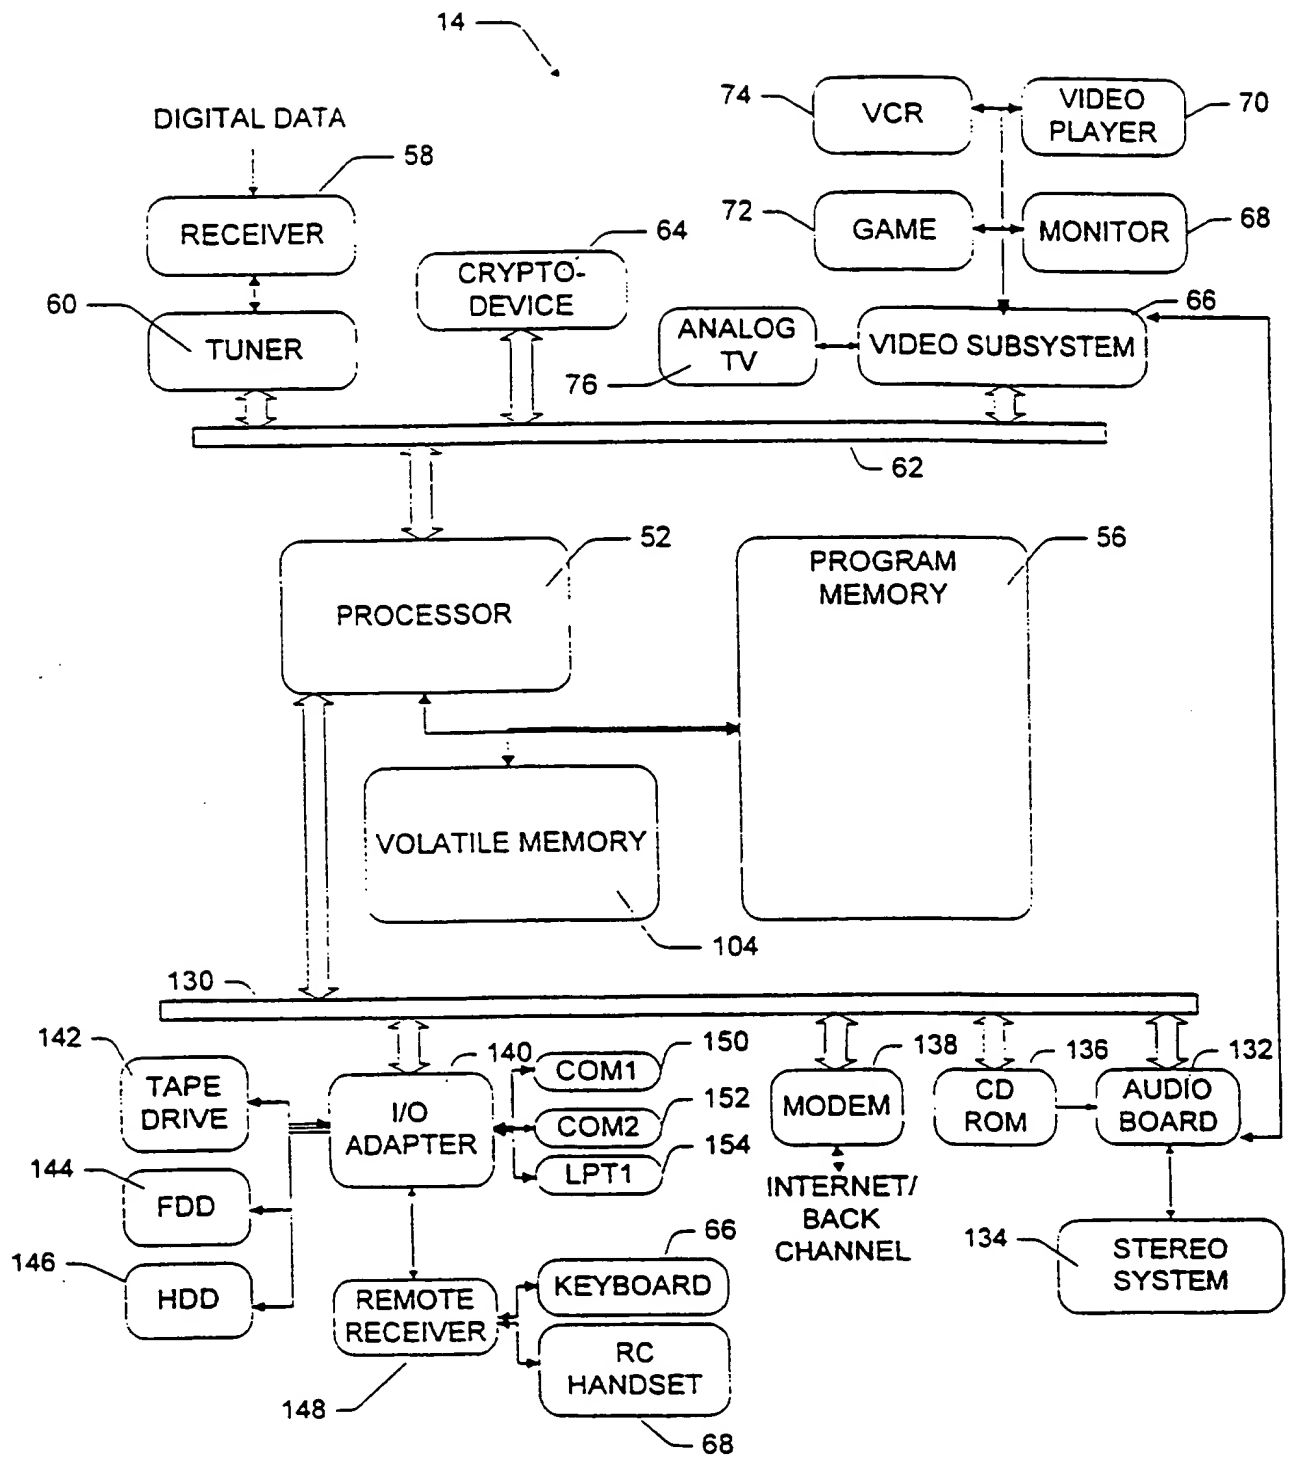 14
DIGITAL DATA
58
RECEIVER
60
TUNER
64
CRYPTO-
DEVICE
74
VCR
VIDEO
PLAYER
70
72
GAME
MONITOR
68
66
ANALOG
TV
76
VIDEO SUBSYSTEM
62
52
PROCESSOR
PROGRAM
MEMORY
56
VOLATILE MEMORY
104
130
142
TAPE
DRIVE
144
FDD
146
HDD
140
I/O
ADAPTER
COM1
150
COM2
152
LPT1
154
138
MODEM
INTERNET/
BACK
CHANNEL
136
CD
ROM
132
AUDIO
BOARD
134
STEREO
SYSTEM
REMOTE
RECEIVER
148
66
KEYBOARD
RC
HANDSET
68